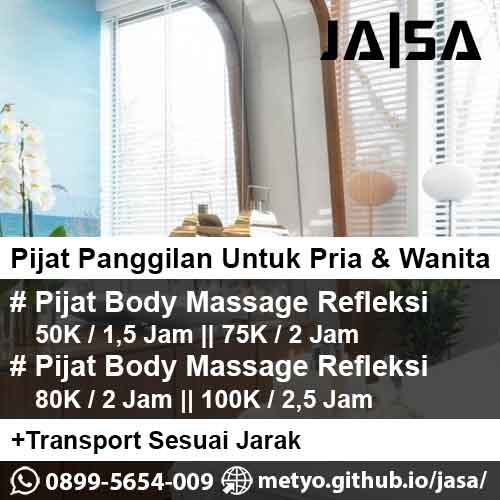 JA|SA
Pijat Panggilan Untuk Pria & Wanita
# Pijat Body Massage Refleksi
50K / 1,5 Jam || 75K / 2 Jam
# Pijat Body Massage Refleksi
80K / 2 Jam || 100K / 2,5 Jam
+Transport Sesuai Jarak
0899-5654-009 metyo.github.io/jasa/